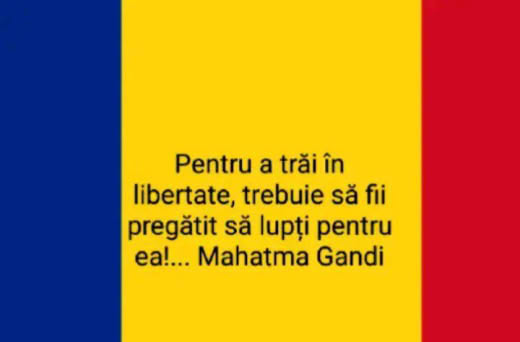 Pentru a trăi în
libertate, trebuie să fii
pregătit să lupți pentru
ea!... Mahatma Gandi